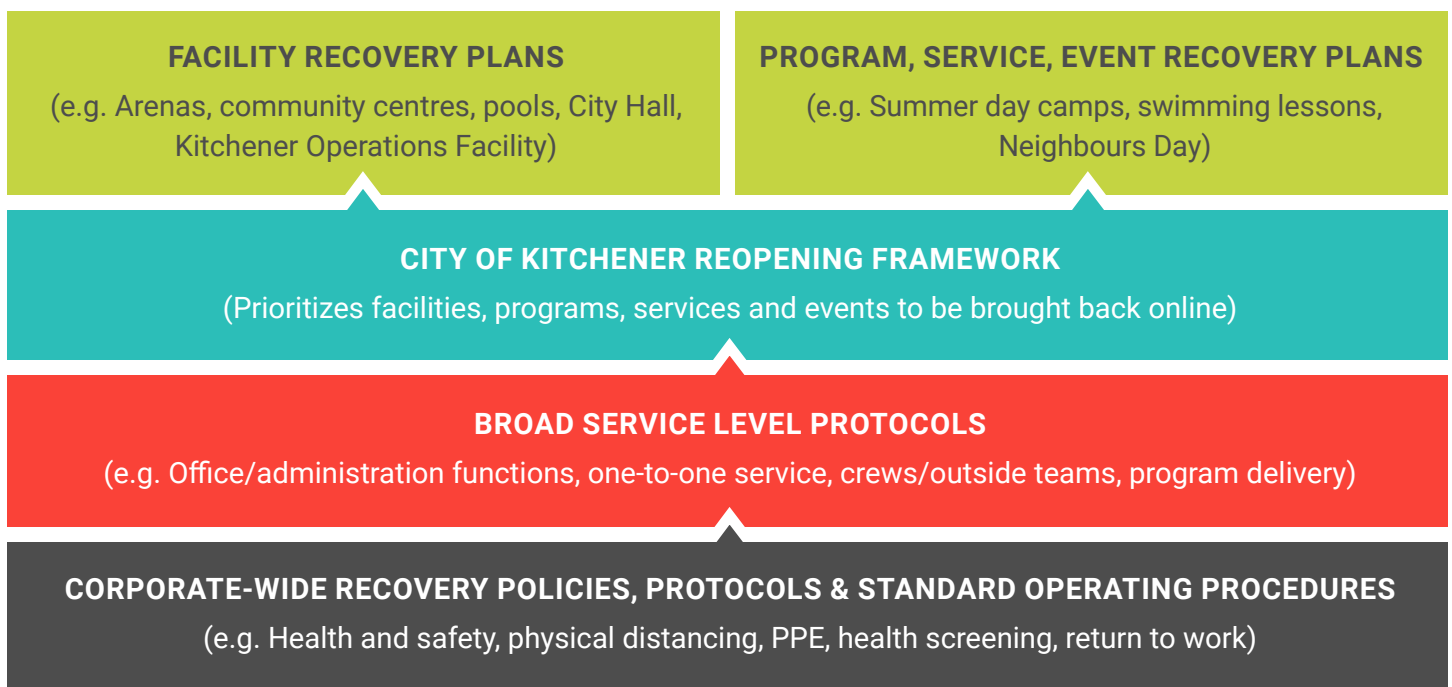 FACILITY RECOVERY PLANS
(e.g. Arenas, community centres, pools, City Hall,
Kitchener Operations Facility)
PROGRAM, SERVICE, EVENT RECOVERY PLANS
(e.g. Summer day camps, swimming lessons,
Neighbours Day)
CITY OF KITCHENER REOPENING FRAMEWORK
(Prioritizes facilities, programs, services and events to be brought back online)
BROAD SERVICE LEVEL PROTOCOLS
(e.g. Office/administration functions, one-to-one service, crews/outside teams, program delivery)
CORPORATE-WIDE RECOVERY POLICIES, PROTOCOLS & STANDARD OPERATING PROCEDURES
(e.g. Health and safety, physical distancing, PPE, health screening, return to work)